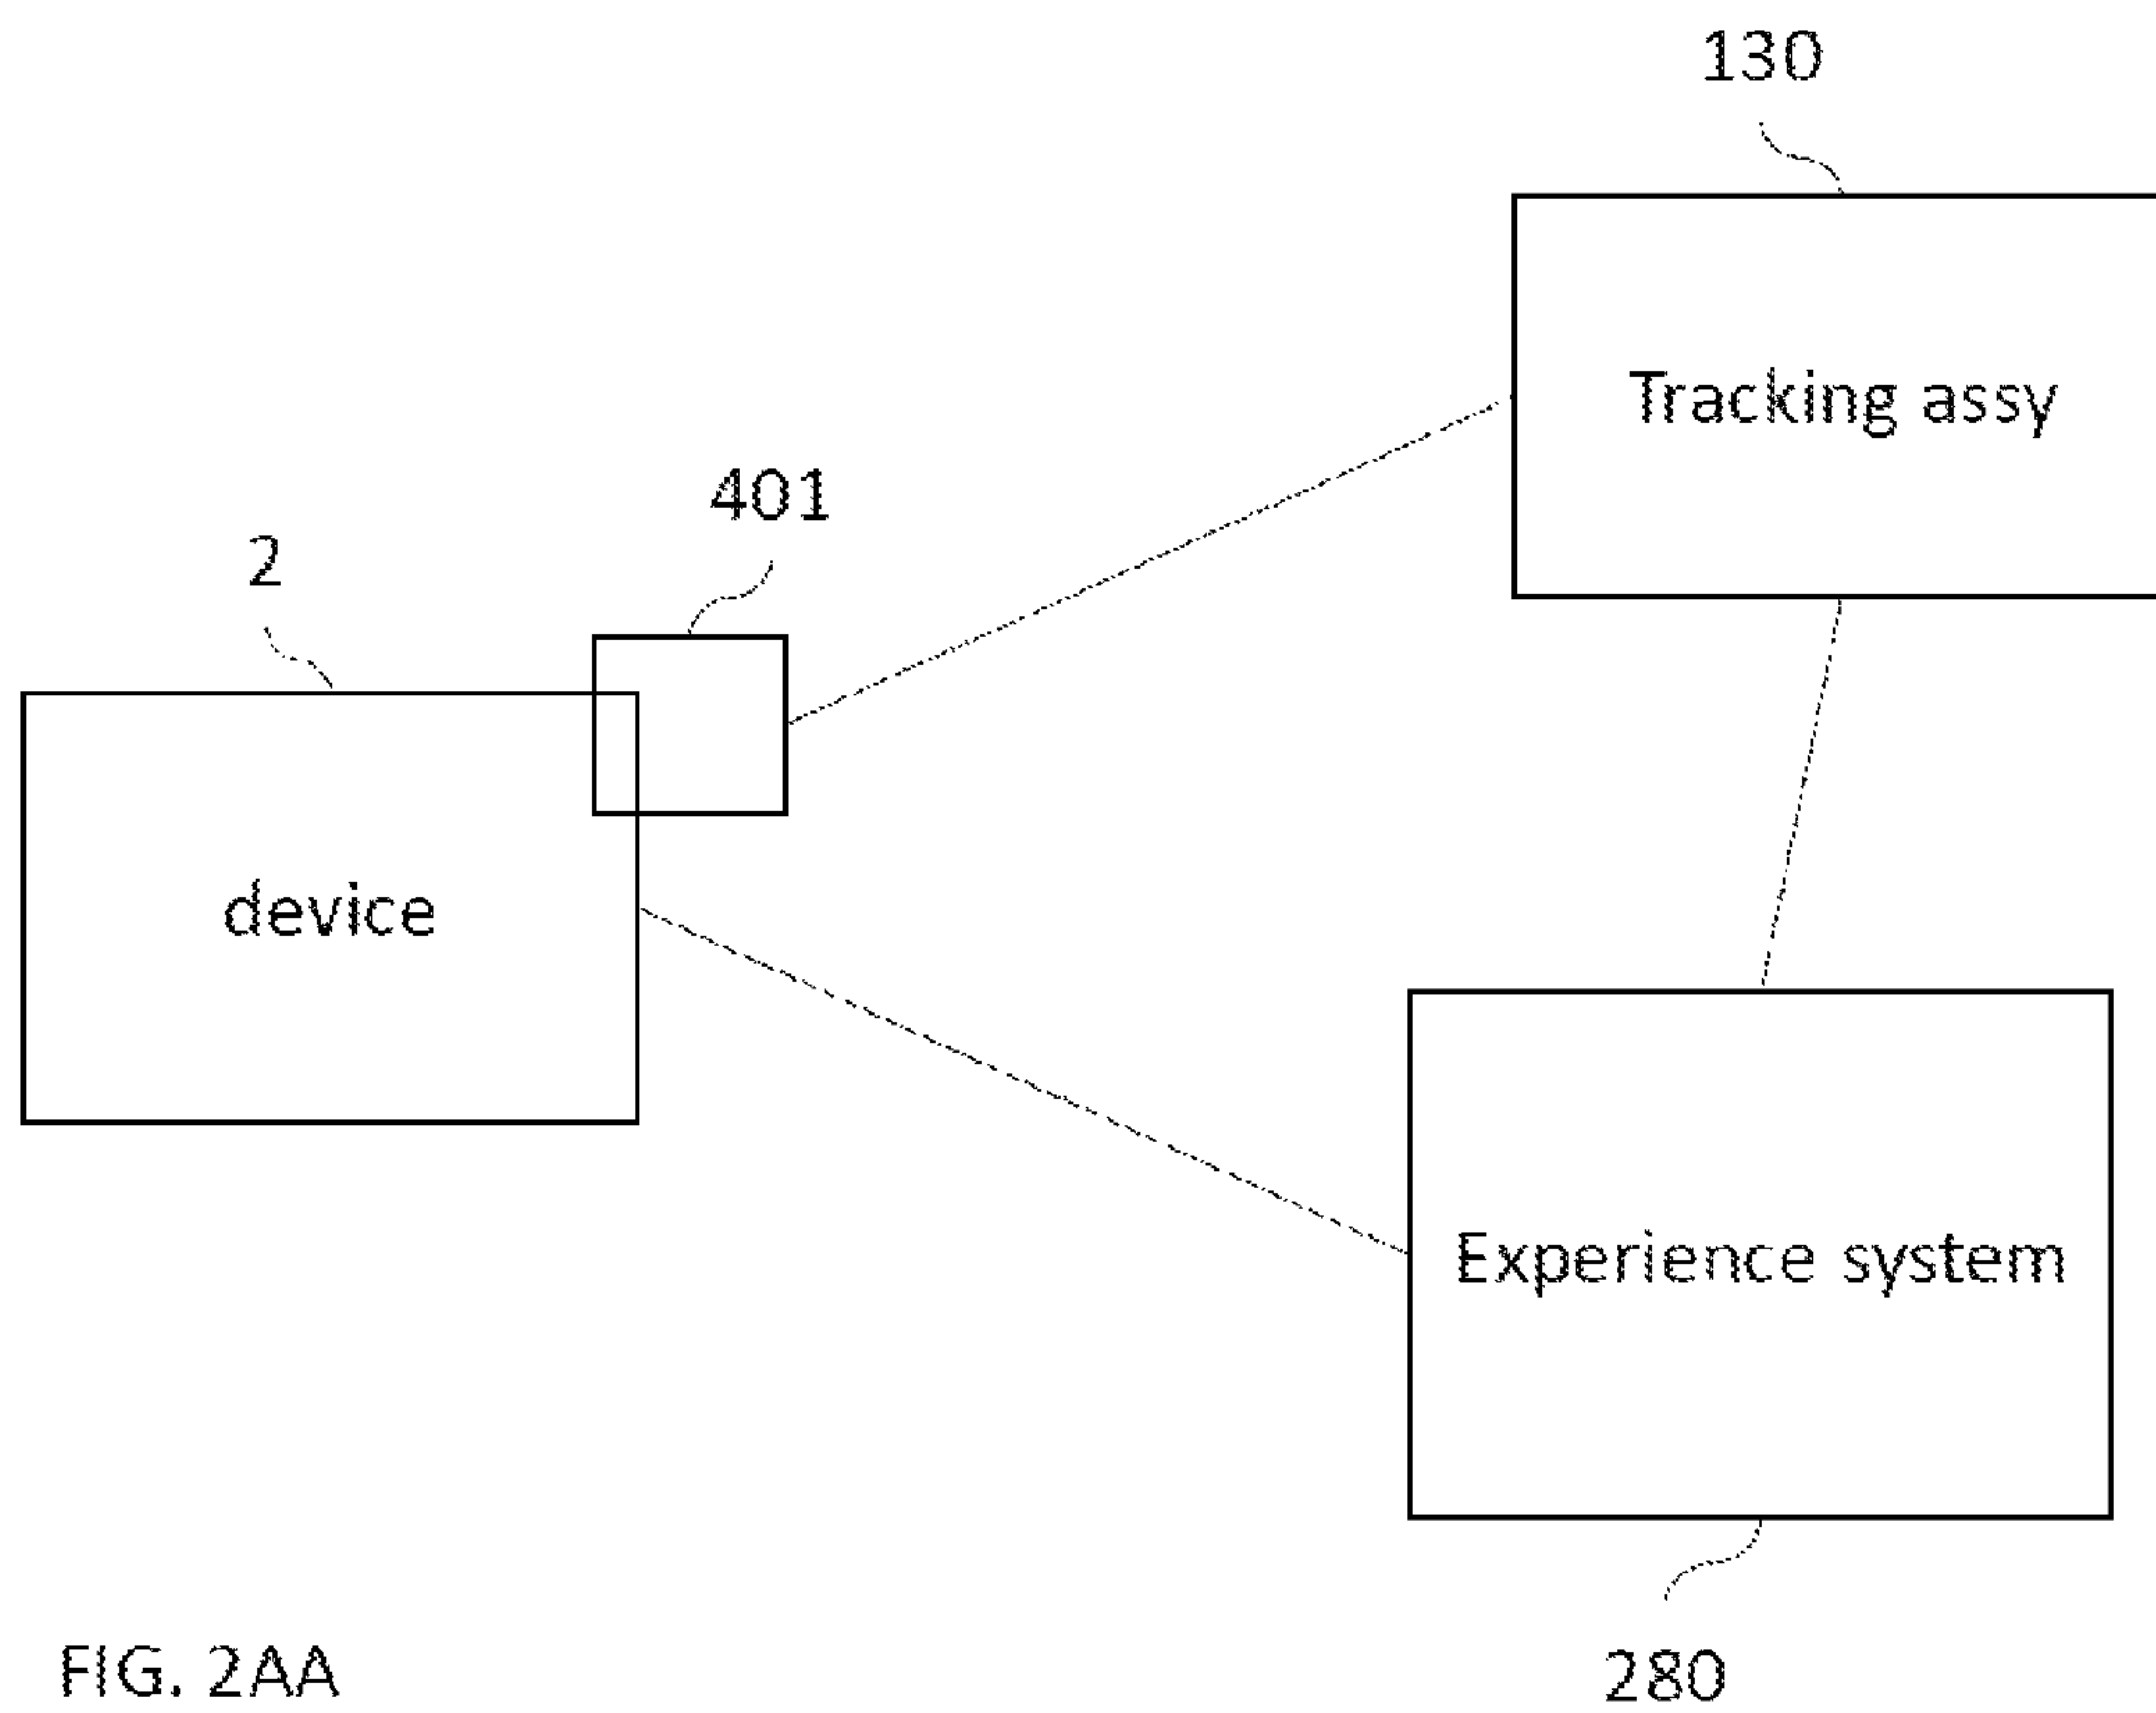 130
Tracking assy
401
2
device
Experience system
280
FIG. 2AA